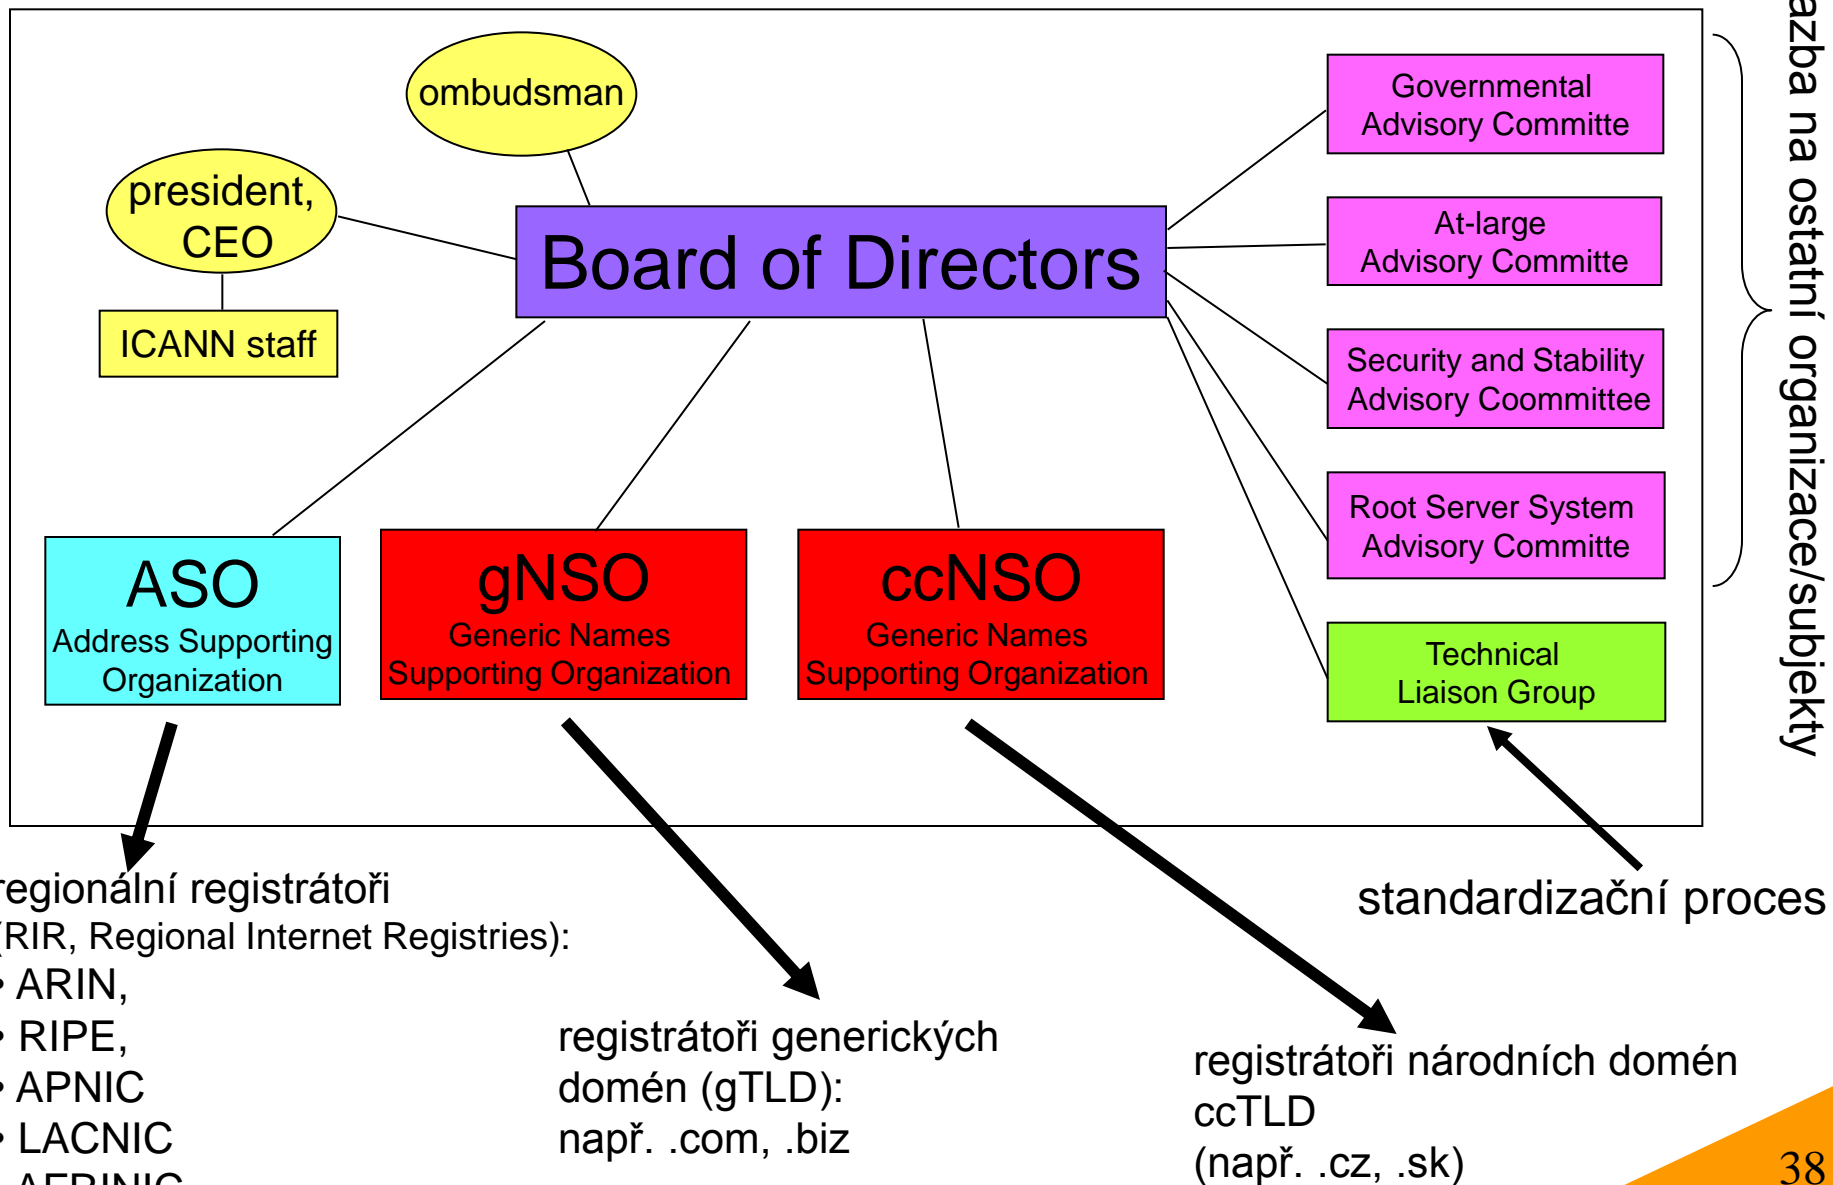 ombudsman
president,
CEO
ICANN staff
Board of Directors
Governmental
Advisory Committe
At-large
Advisory Committe
Security and Stability
Advisory Coommittee
Root Server System
Advisory Committe
Technical
Liaison Group
azba na ostatní organizace/subjekty
ASO
Address Supporting
Organization
gNSO
Generic Names
Supporting Organization
ccNSO
Generic Names
Supporting Organization
regionální registrátoři
(RIR, Regional Internet Registries):
• ARIN,
• RIPE,
• APNIC
• LACNIC
AFRINIC
registrátoři generických
domén (gTLD):
např. .com, .biz
registrátoři národních domén
ccTLD
(např. .cz, .sk)
standardizační proces
38